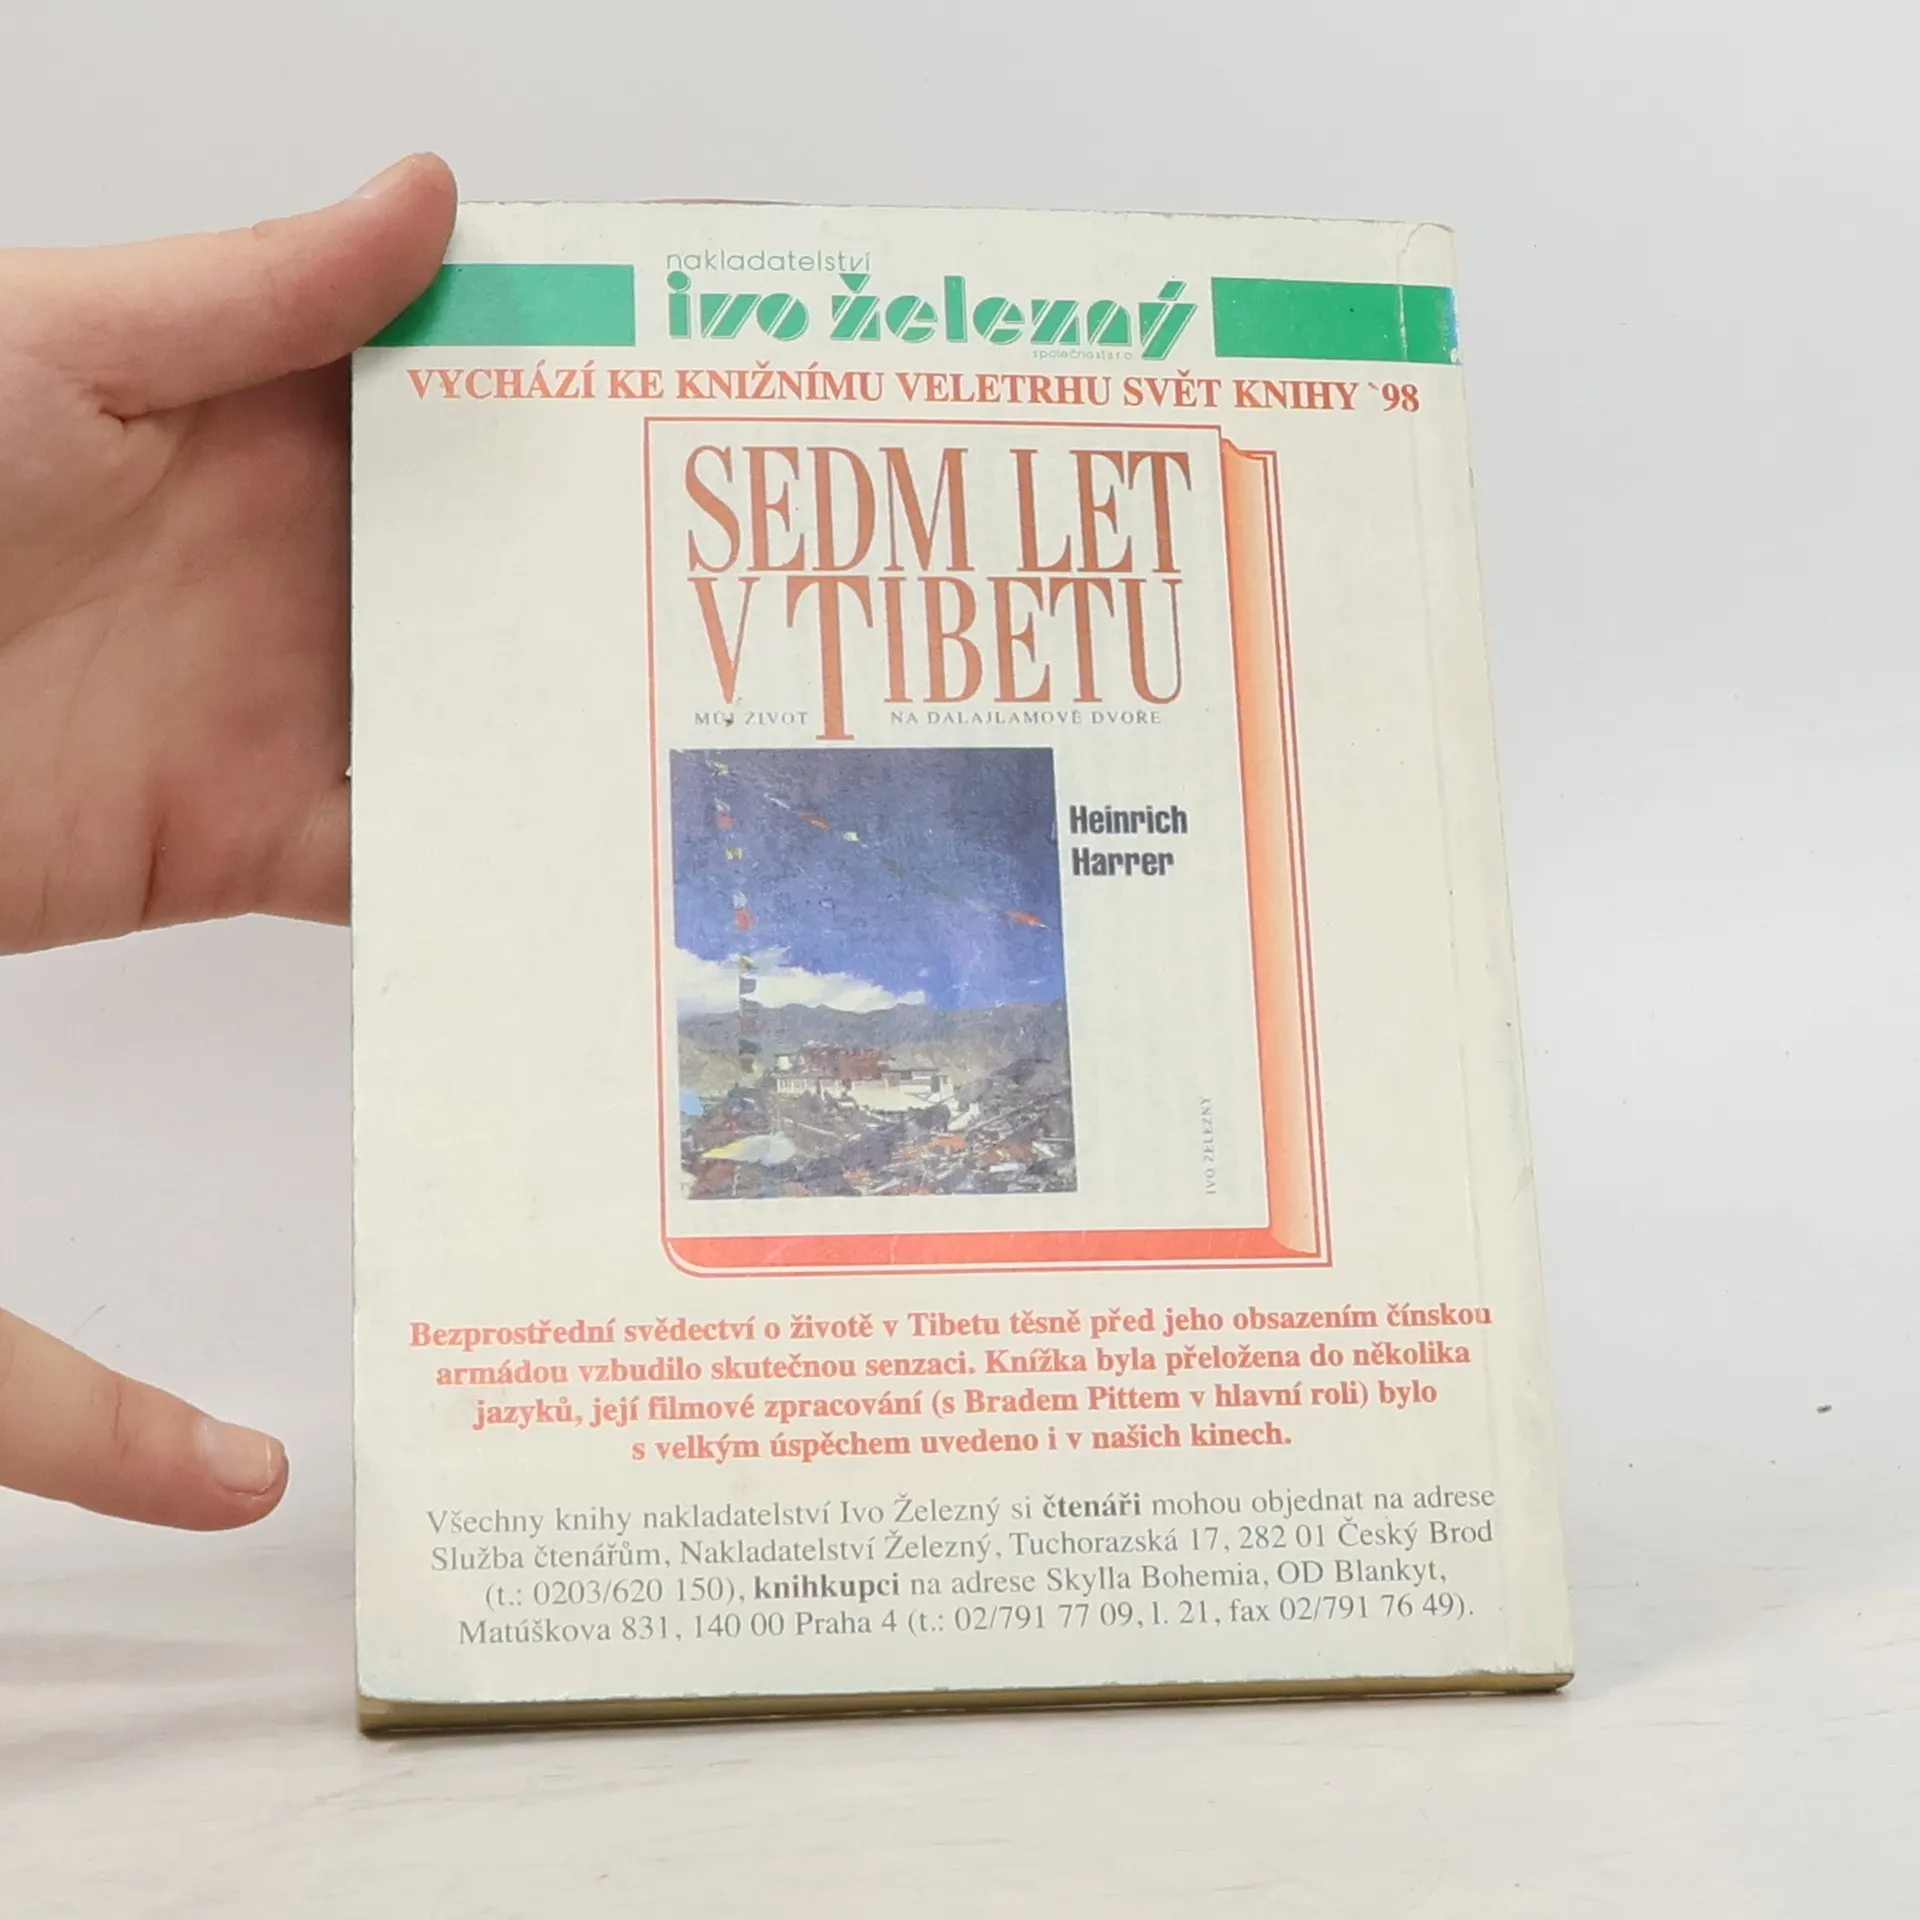 nakladatelství
ivo železný
společnost s r o
VYCHÁZÍ KE KNIŽNÍMU VELETRHU SVĚT KNIHY `98
SEDM LET
V TIBETU
MŮJ ŽIVOT NA DALAJLAMOVĚ DVOŘE
Heinrich
Harrer
IVO ŽELEZNÝ
Bezprostřední svědectví o životě v Tibetu těsně před jeho obsazením čínskou
armádou vzbudilo skutečnou senzaci. Knížka byla přeložena do několika
jazyků, její filmové zpracování (s Bradem Pittem v hlavní roli) bylo
s velkým úspěchem uvedeno i v našich kinech.
Všechny knihy nakladatelství Ivo Železný si čtenáři mohou objednat na adrese
Služba čtenářům, Nakladatelství Železný, Tuchorazská 17, 282 01 Český Brod
(t.: 0203/620 150), knihkupci na adrese Skylla Bohemia, OD Blankyt,
Matúškova 831, 140 00 Praha 4 (t.: 02/791 77 09, l. 21, fax 02/791 76 49).